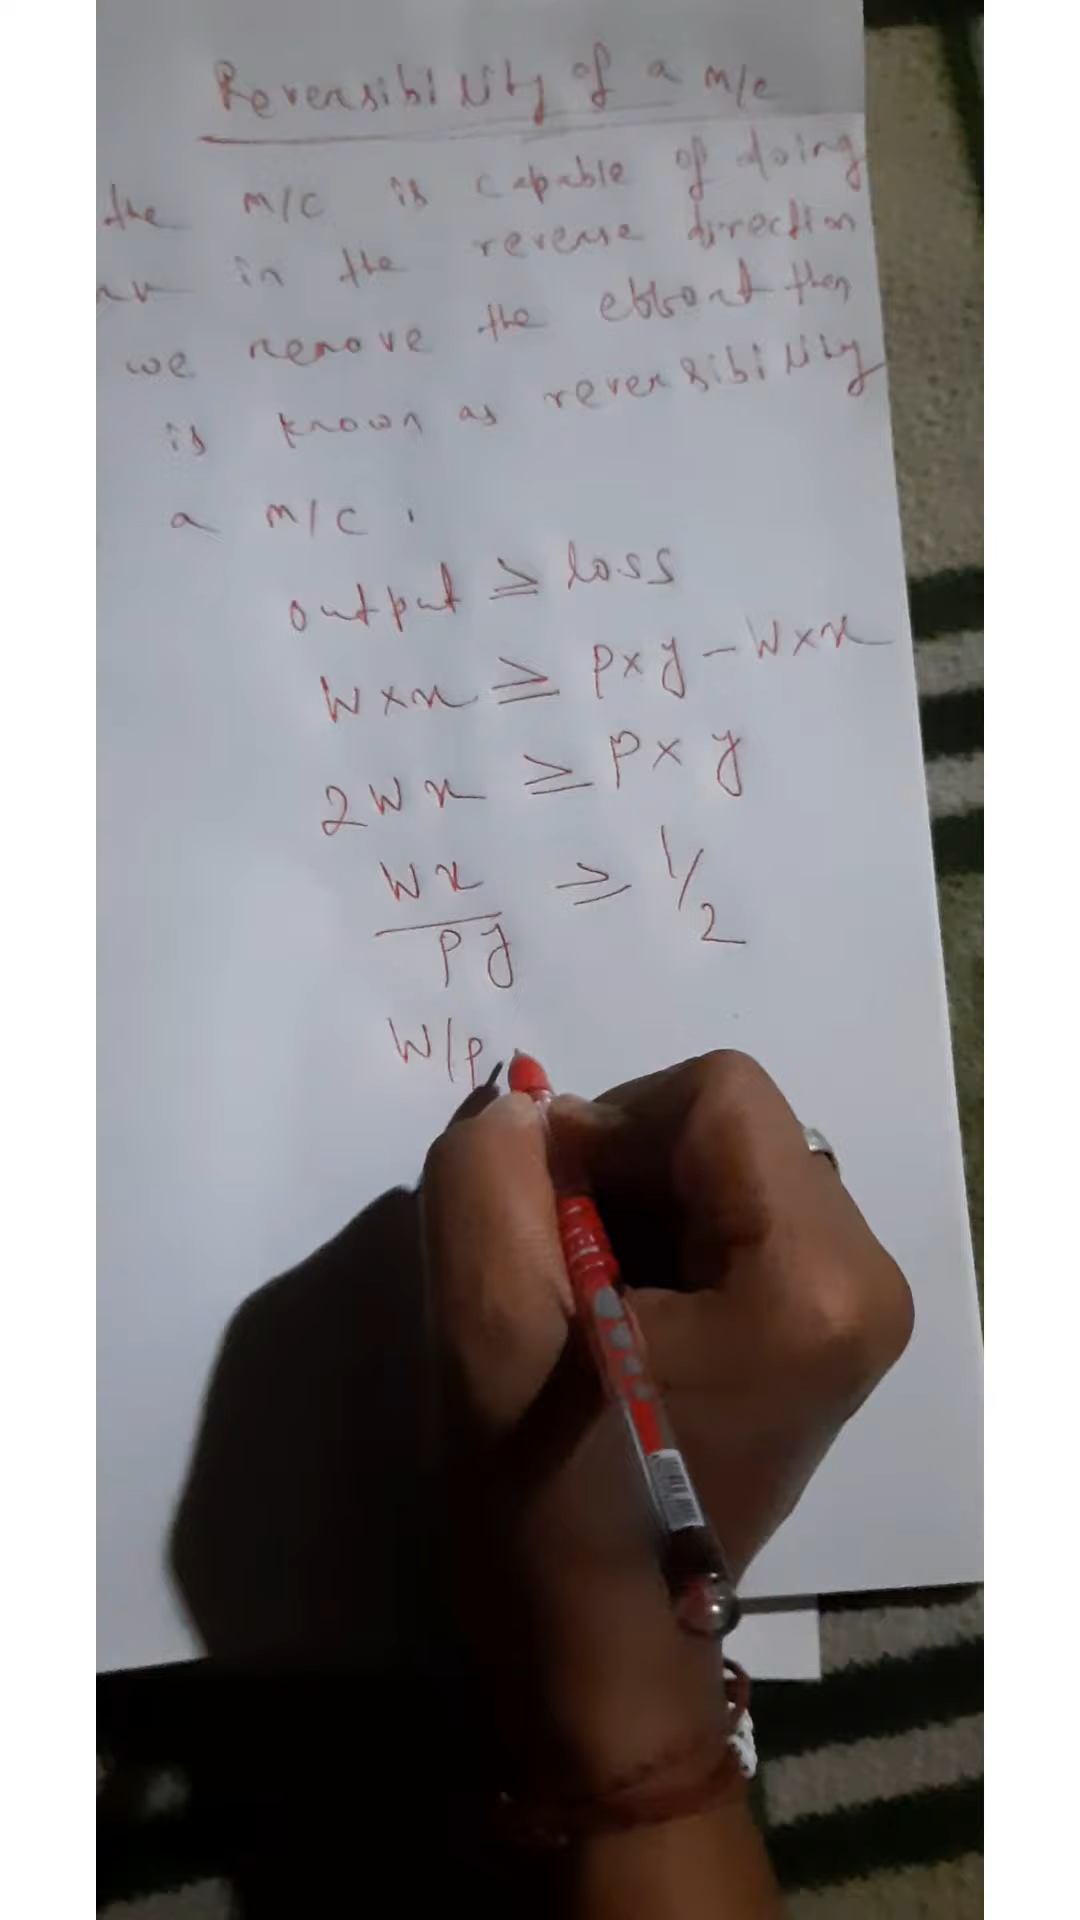 Reversibility of a m/c
the m/c is capable of doing
in the reverse direction
we remove the effort then
is known as reversibility
a m/c .
output ≥ loss
W×x ≥ P×y - W×x
2Wx ≥ P×y
Wx/Py ≥ 1/2
W/P